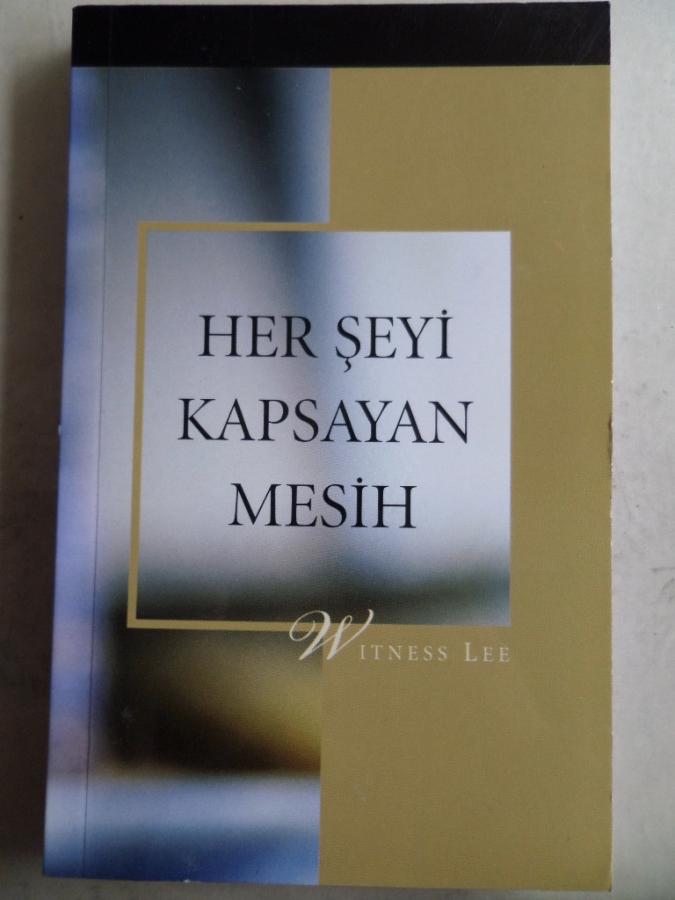 HER ŞEYİ
KAPSAYAN
MESİH
WITNESS LEE